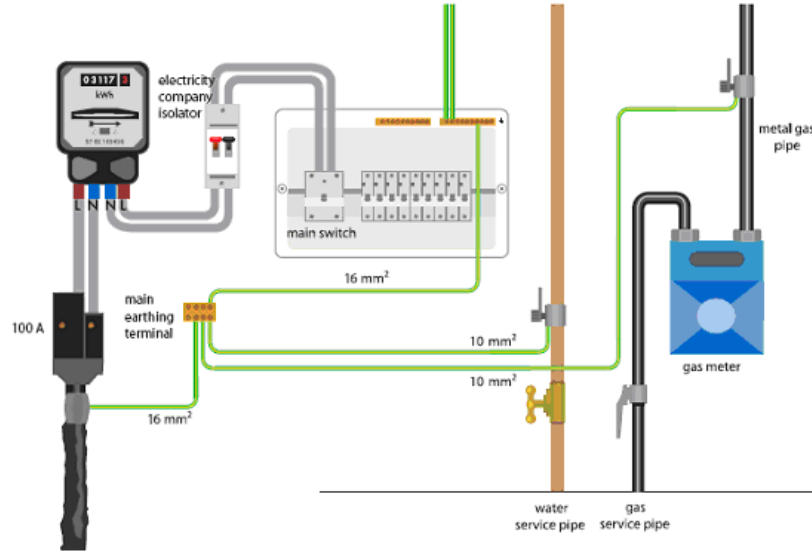 03117 3
kWh
electricity
company
isolator
L N N L
main switch
metal gas
pipe
16 mm²
main
earthing
terminal
100 A
10 mm²
10 mm²
gas meter
16 mm²
water
service pipe
gas
service pipe